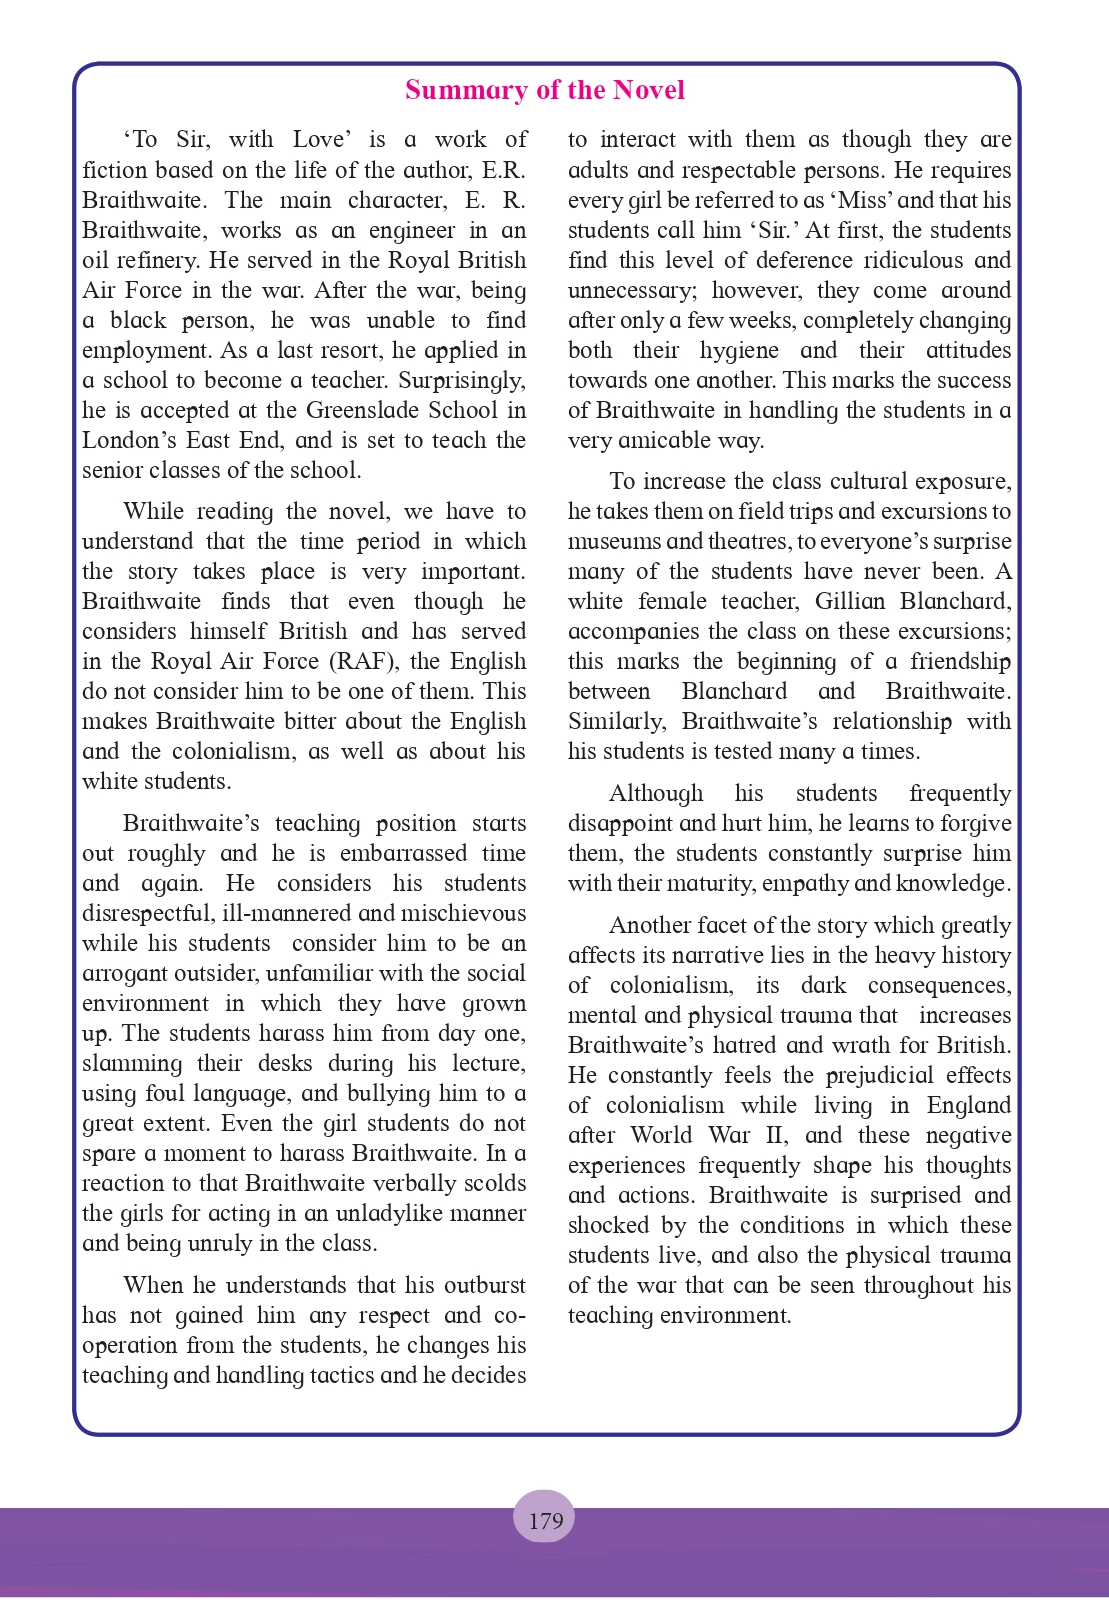 Summary of the Novel
‘To Sir, with Love’ is a work of
fiction based on the life of the author, E.R.
Braithwaite. The main character, E. R.
Braithwaite, works as an engineer in an
oil refinery. He served in the Royal British
Air Force in the war. After the war, being
a black person, he was unable to find
employment. As a last resort, he applied in
a school to become a teacher. Surprisingly,
he is accepted at the Greenslade School in
London’s East End, and is set to teach the
senior classes of the school.
While reading the novel, we have to
understand that the time period in which
the story takes place is very important.
Braithwaite finds that even though he
considers himself British and has served
in the Royal Air Force (RAF), the English
do not consider him to be one of them. This
makes Braithwaite bitter about the English
and the colonialism, as well as about his
white students.
Braithwaite’s teaching position starts
out roughly and he is embarrassed time
and again. He considers his students
disrespectful, ill-mannered and mischievous
while his students consider him to be an
arrogant outsider, unfamiliar with the social
environment in which they have grown
up. The students harass him from day one,
slamming their desks during his lecture,
using foul language, and bullying him to a
great extent. Even the girl students do not
spare a moment to harass Braithwaite. In a
reaction to that Braithwaite verbally scolds
the girls for acting in an unladylike manner
and being unruly in the class.
When he understands that his outburst
has not gained him any respect and co-
operation from the students, he changes his
teaching and handling tactics and he decides
to interact with them as though they are
adults and respectable persons. He requires
every girl be referred to as ‘Miss’ and that his
students call him ‘Sir.’ At first, the students
find this level of deference ridiculous and
unnecessary; however, they come around
after only a few weeks, completely changing
both their hygiene and their attitudes
towards one another. This marks the success
of Braithwaite in handling the students in a
very amicable way.
To increase the class cultural exposure,
he takes them on field trips and excursions to
museums and theatres, to everyone’s surprise
many of the students have never been. A
white female teacher, Gillian Blanchard,
accompanies the class on these excursions;
this marks the beginning of a friendship
between Blanchard and Braithwaite.
Similarly, Braithwaite’s relationship with
his students is tested many a times.
Although his students frequently
disappoint and hurt him, he learns to forgive
them, the students constantly surprise him
with their maturity, empathy and knowledge.
Another facet of the story which greatly
affects its narrative lies in the heavy history
of colonialism, its dark consequences,
mental and physical trauma that increases
Braithwaite’s hatred and wrath for British.
He constantly feels the prejudicial effects
of colonialism while living in England
after World War II, and these negative
experiences frequently shape his thoughts
and actions. Braithwaite is surprised and
shocked by the conditions in which these
students live, and also the physical trauma
of the war that can be seen throughout his
teaching environment.
179